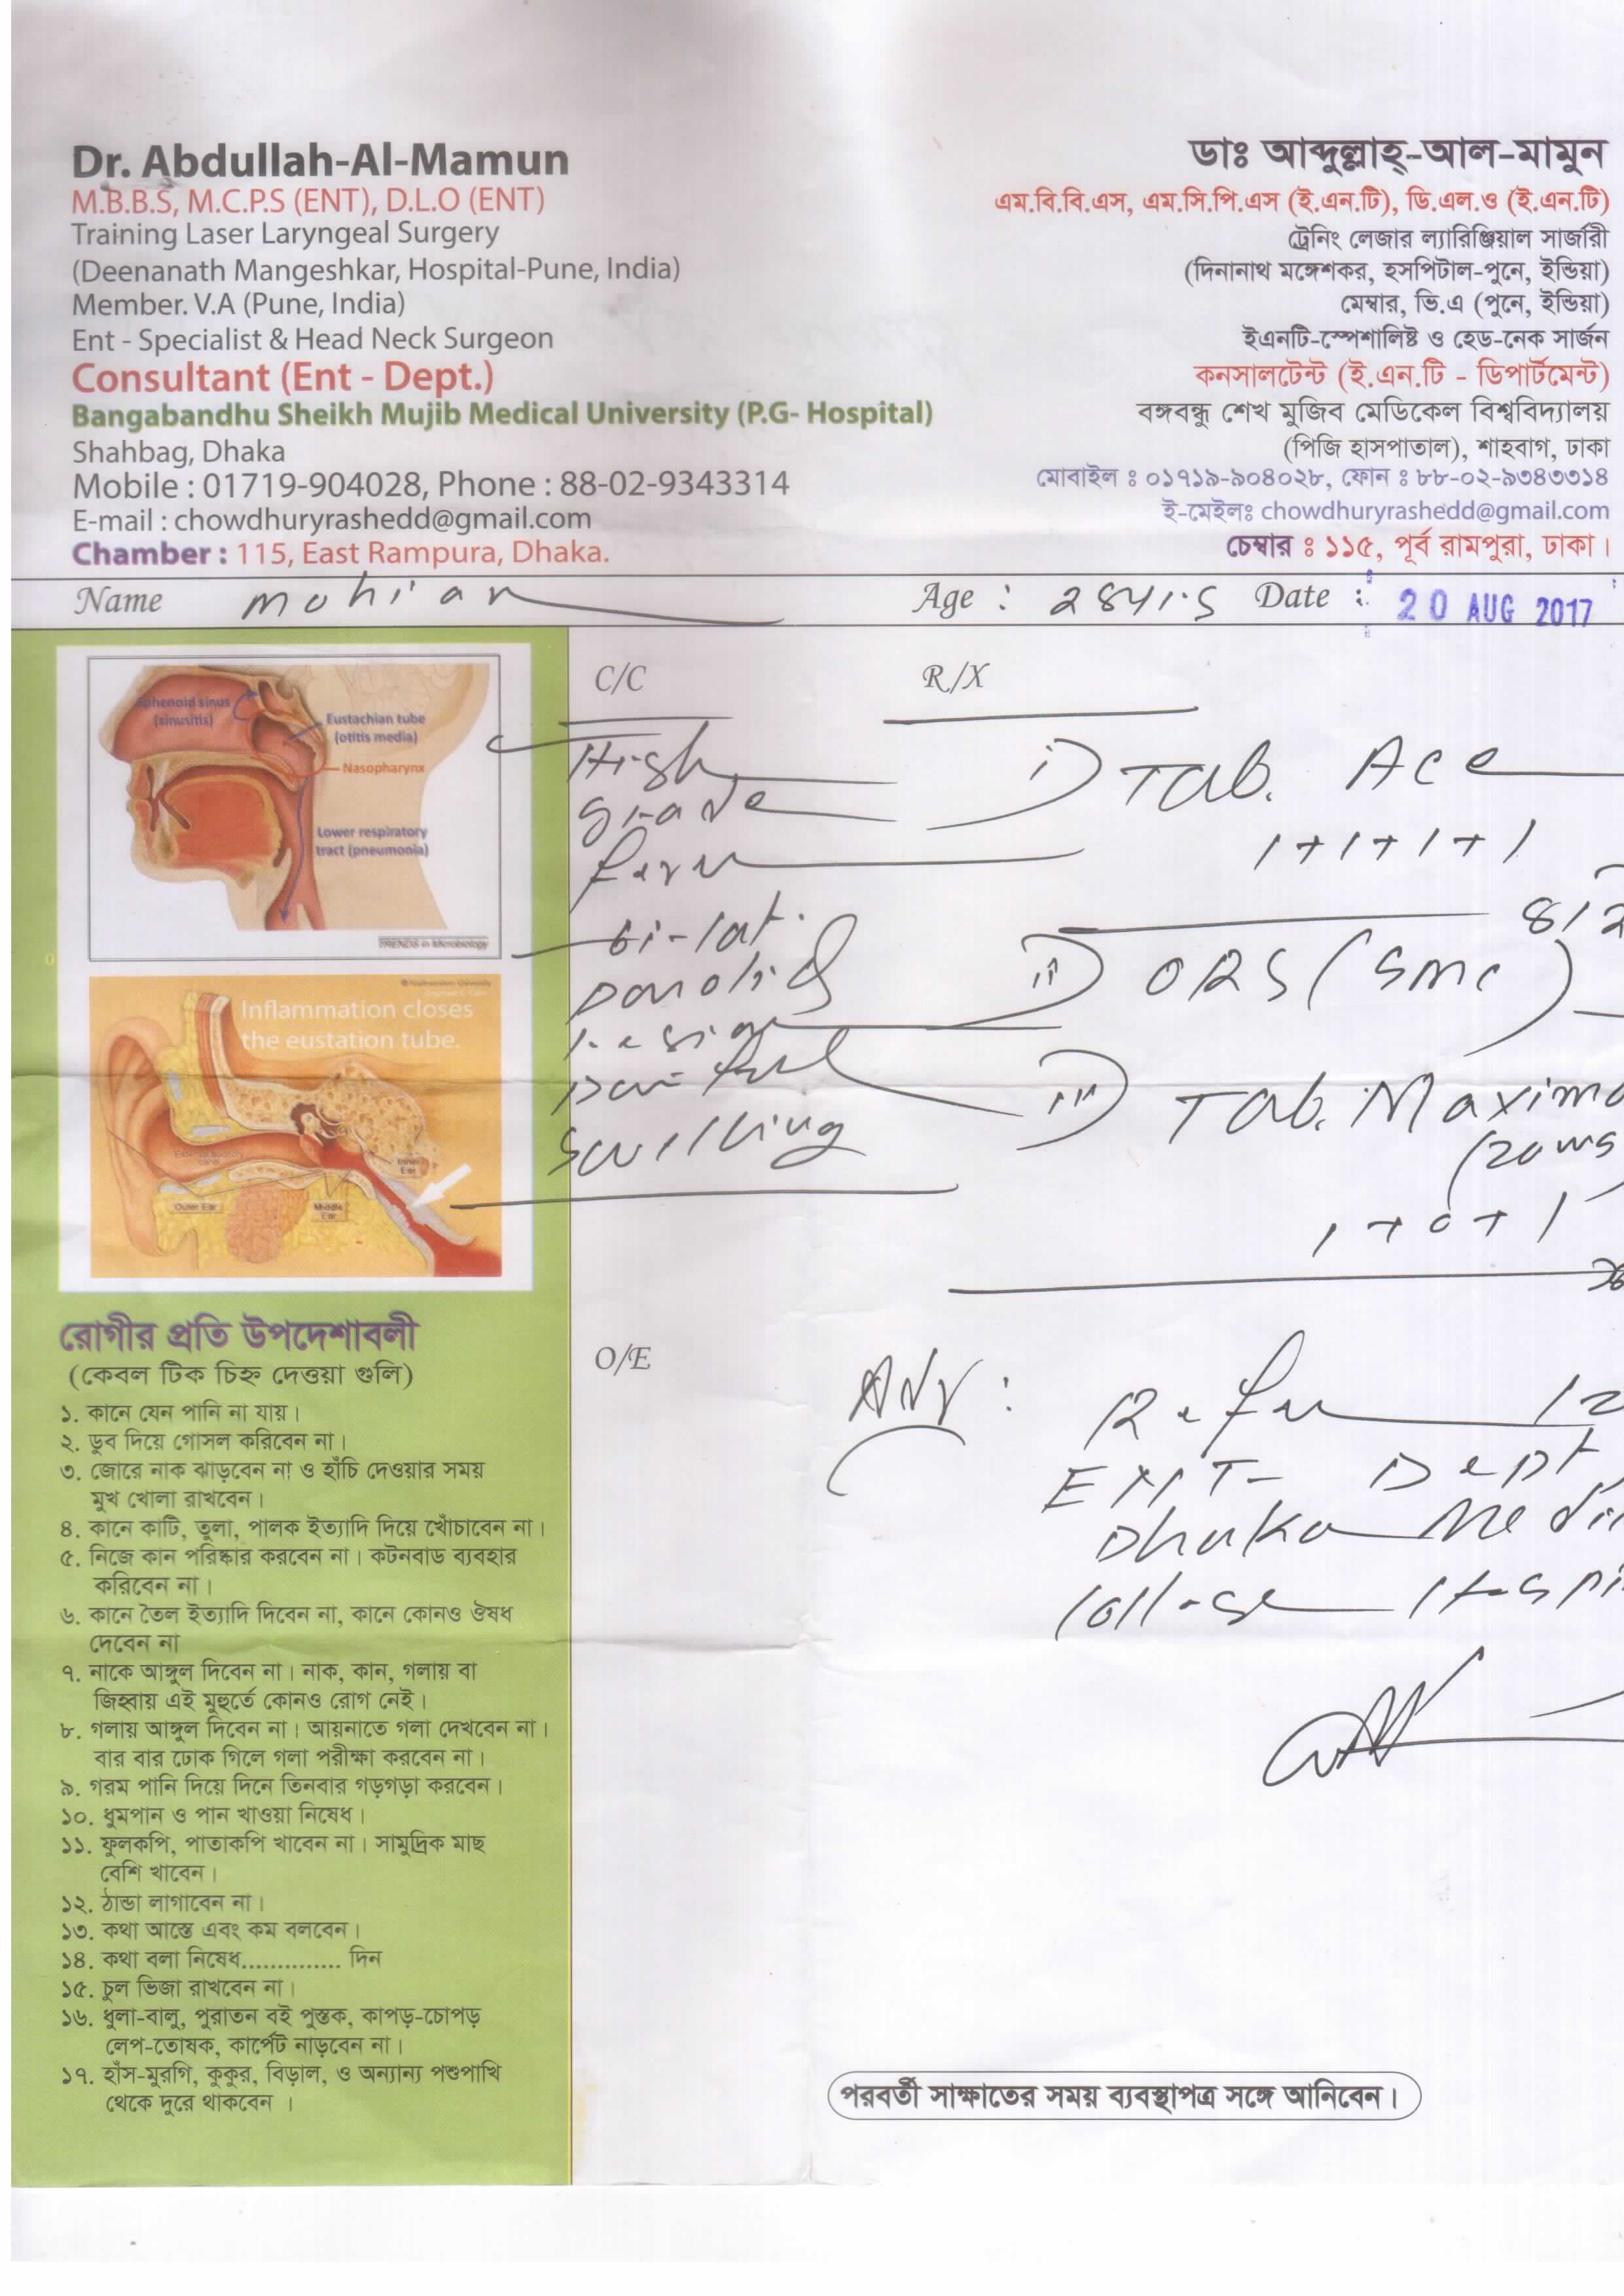 Dr. Abdullah-Al-Mamun
M.B.B.S, M.C.P.S (ENT), D.L.O (ENT)
Training Laser Laryngeal Surgery
(Deenanath Mangeshkar, Hospital-Pune, India)
Member. V.A (Pune, India)
Ent - Specialist & Head Neck Surgeon
Consultant (Ent - Dept.)
Bangabandhu Sheikh Mujib Medical University (P.G- Hospital)
Shahbag, Dhaka
Mobile : 01719-904028, Phone : 88-02-9343314
E-mail : chowdhuryrashedd@gmail.com
Chamber : 115, East Rampura, Dhaka.
ডাঃ আব্দুল্লাহ্-আল-মামুন
এম.বি.বি.এস, এম.সি.পি.এস (ই.এন.টি), ডি.এল.ও (ই.এন.টি)
ট্রেনিং লেজার ল্যারিঞ্জিয়াল সার্জারী
(দিনানাথ মঙ্গেশকর, হসপিটাল-পুনে, ইন্ডিয়া)
মেম্বার, ভি.এ (পুনে, ইন্ডিয়া)
ইএনটি-স্পেশালিষ্ট ও হেড-নেক সার্জন
কনসালটেন্ট (ই.এন.টি - ডিপার্টমেন্ট)
বঙ্গবন্ধু শেখ মুজিব মেডিকেল বিশ্ববিদ্যালয়
(পিজি হাসপাতাল), শাহবাগ, ঢাকা
মোবাইল ঃ ০১৭১৯-৯০৪০২৮, ফোন ঃ ৮৮-০২-৯৩৪৩৩১৪
ই-মেইলঃ chowdhuryrashedd@gmail.com
চেম্বার ঃ ১১৫, পূর্ব রামপুরা, ঢাকা।
Name mohian Age : 28 Date : 20 AUG 2017
Sphenoid sinus
(sinusitis)
Eustachian tube
(otitis media)
Nasopharynx
Lower respiratory
tract (pneumonia)
TRENDS in Microbiology
Inflammation closes
the eustation tube.
Inner
Ear
Outer Ear
Middle
Ear
C/C
High
grade
fever
bi-lat.
parotid
region
painful
swelling
O/E
R/X
i) Tab. Ace
1+1+1+1
ii) ORS (SMC)
iii) Tab. Maxima
(20 mg
1+0+1
Adv : Refer
ENT- Dept
Dhaka Medi
College Hospi
রোগীর প্রতি উপদেশাবলী
(কেবল টিক চিহ্ন দেওয়া গুলি)
১. কানে যেন পানি না যায়।
২. ডুব দিয়ে গোসল করিবেন না।
৩. জোরে নাক ঝাড়বেন না ও হাঁচি দেওয়ার সময়
মুখ খোলা রাখবেন।
৪. কানে কাটি, তুলা, পালক ইত্যাদি দিয়ে খোঁচাবেন না।
৫. নিজে কান পরিষ্কার করবেন না। কটনবাড ব্যবহার
করিবেন না।
৬. কানে তৈল ইত্যাদি দিবেন না, কানে কোনও ঔষধ
দেবেন না
৭. নাকে আঙ্গুল দিবেন না। নাক, কান, গলায় বা
জিহ্বায় এই মুহুর্তে কোনও রোগ নেই।
৮. গলায় আঙ্গুল দিবেন না। আয়নাতে গলা দেখবেন না।
বার বার ঢোক গিলে গলা পরীক্ষা করবেন না।
৯. গরম পানি দিয়ে দিনে তিনবার গড়গড়া করবেন।
১০. ধুমপান ও পান খাওয়া নিষেধ।
১১. ফুলকপি, পাতাকপি খাবেন না। সামুদ্রিক মাছ
বেশি খাবেন।
১২. ঠান্ডা লাগাবেন না।
১৩. কথা আস্তে এবং কম বলবেন।
১৪. কথা বলা নিষেধ.............. দিন
১৫. চুল ভিজা রাখবেন না।
১৬. ধুলা-বালু, পুরাতন বই পুস্তক, কাপড়-চোপড়
লেপ-তোষক, কার্পেট নাড়বেন না।
১৭. হাঁস-মুরগি, কুকুর, বিড়াল, ও অন্যান্য পশুপাখি
থেকে দুরে থাকবেন ।
পরবর্তী সাক্ষাতের সময় ব্যবস্থাপত্র সঙ্গে আনিবেন।